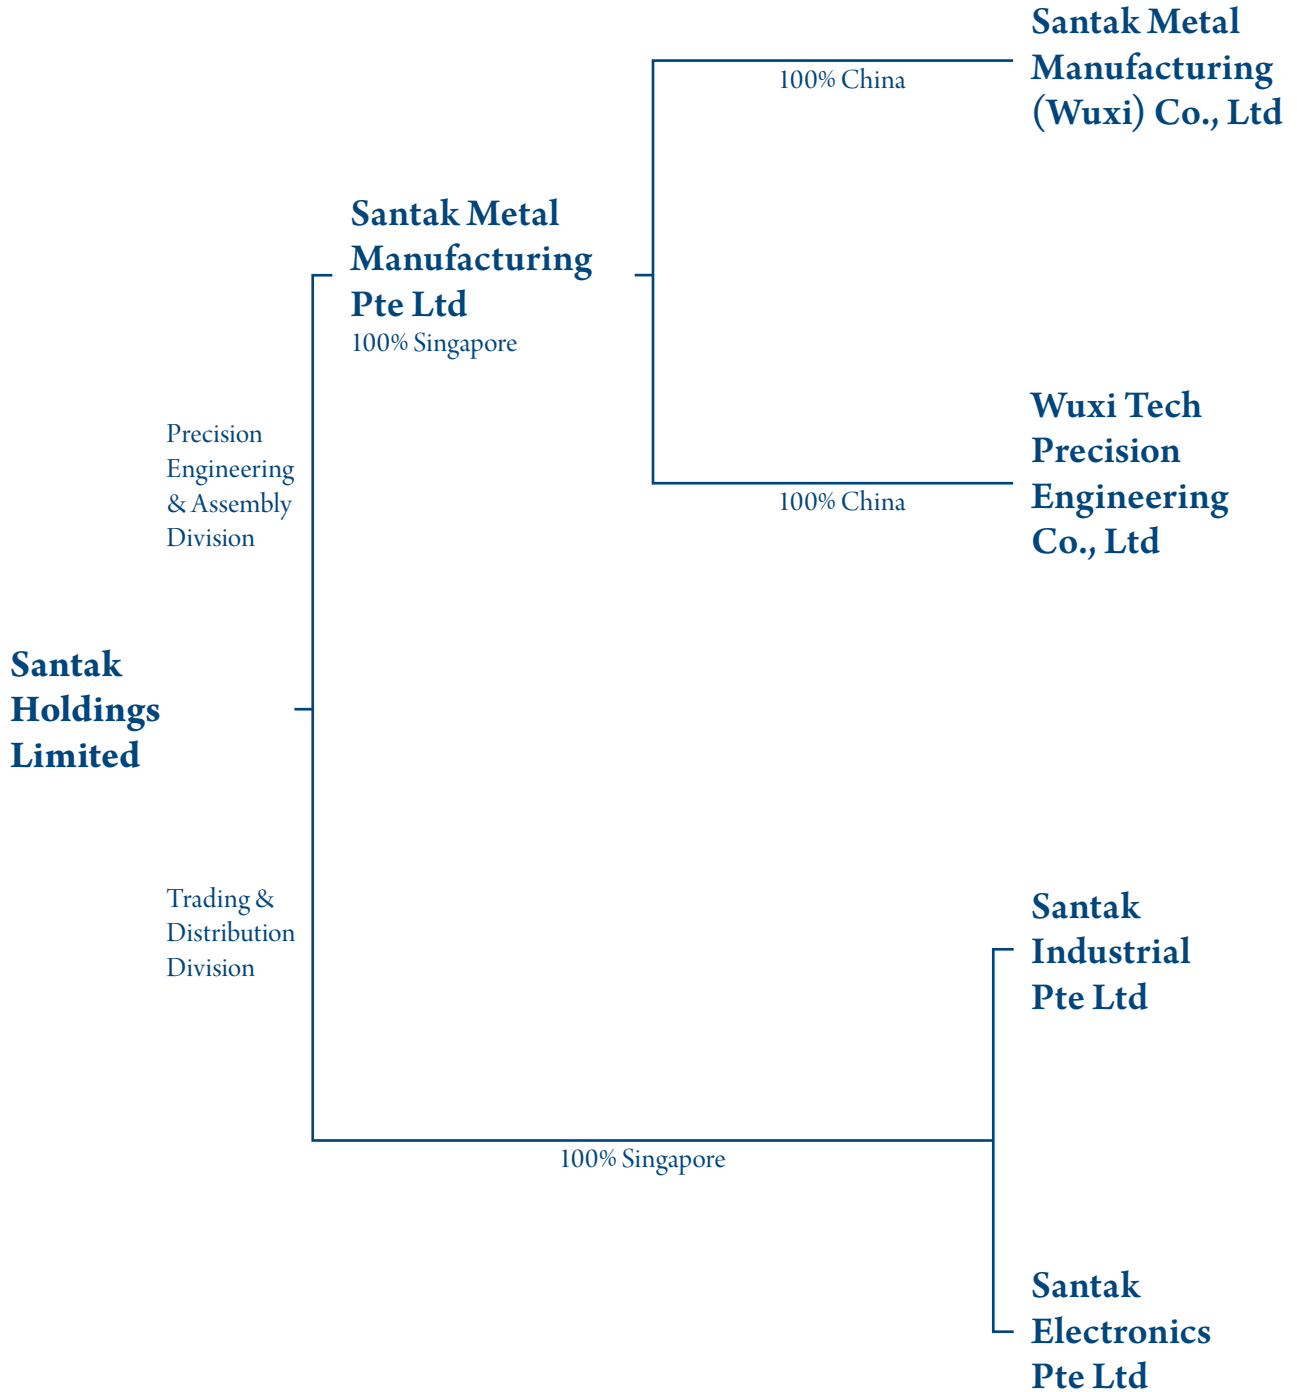 Santak Metal
Manufacturing
(Wuxi) Co., Ltd
100% China
Santak Metal
Manufacturing
Pte Ltd
100% Singapore
Wuxi Tech
Precision
Engineering
Co., Ltd
100% China
Precision
Engineering
& Assembly
Division
Santak
Holdings
Limited
Trading &
Distribution
Division
Santak
Industrial
Pte Ltd
100% Singapore
Santak
Electronics
Pte Ltd